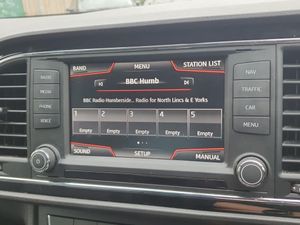 BAND
MENU
STATION LIST
BBC Humb
BBC Radio Humberside... Radio for North Lincs & E Yorks
1 2 3 4 5
Empty Empty Empty Empty Empty
SOUND
SETUP
MANUAL
RADIO
MEDIA
PHONE
VOICE
NAV
TRAFFIC
CAR
MENU